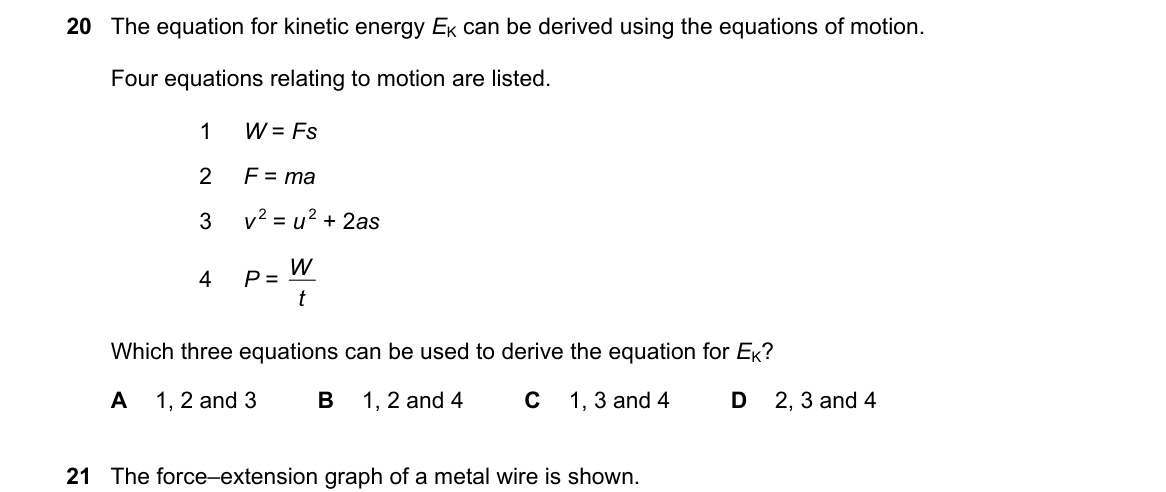 20 The equation for kinetic energy EK can be derived using the equations of motion.
Four equations relating to motion are listed.
1 W = Fs
2 F = ma
3 v² = u² + 2as
4 P = W/t
Which three equations can be used to derive the equation for EK?
A 1, 2 and 3 B 1, 2 and 4 C 1, 3 and 4 D 2, 3 and 4
21 The force–extension graph of a metal wire is shown.